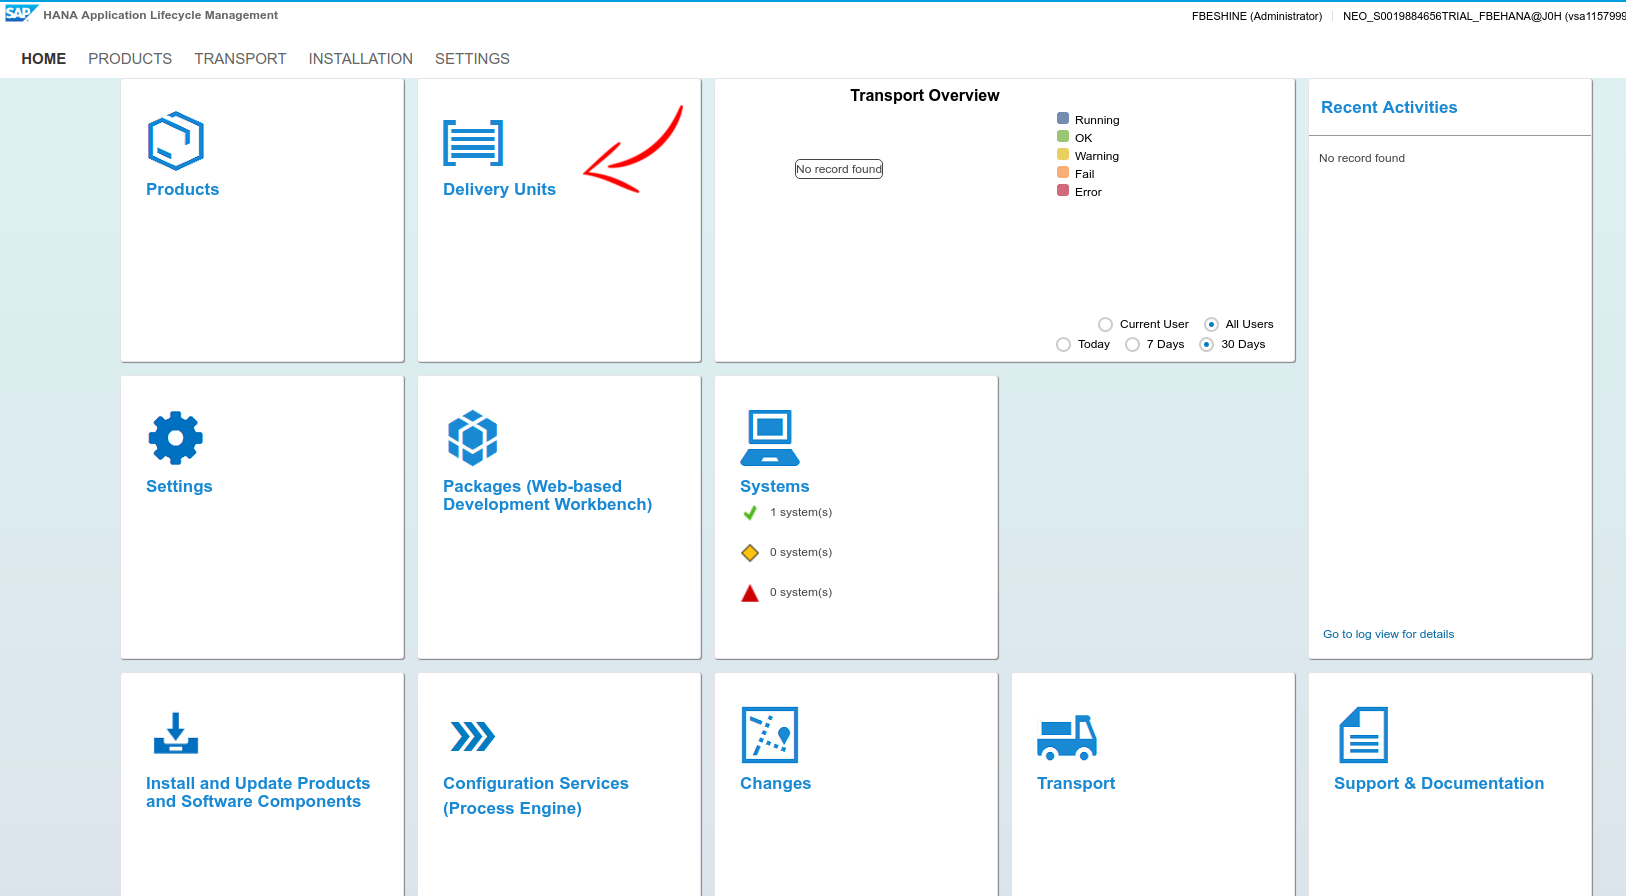 SAP HANA Application Lifecycle Management
FBESHINE (Administrator) NEO_S0019884656TRIAL_FBEHANA@J0H (vsa1157999
HOME PRODUCTS TRANSPORT INSTALLATION SETTINGS
Products
Delivery Units
Transport Overview
No record found
Running
OK
Warning
Fail
Error
Current User All Users
Today 7 Days 30 Days
Recent Activities
No record found
Go to log view for details
Settings
Packages (Web-based
Development Workbench)
Systems
1 system(s)
0 system(s)
0 system(s)
Install and Update Products
and Software Components
Configuration Services
(Process Engine)
Changes
Transport
Support & Documentation